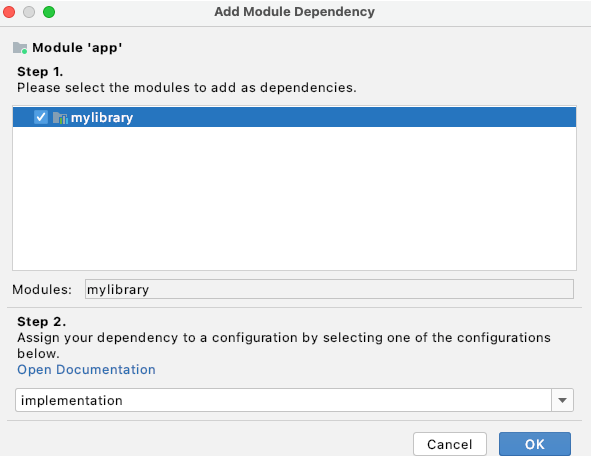 Add Module Dependency
Module 'app'
Step 1.
Please select the modules to add as dependencies.
mylibrary
Modules: mylibrary
Step 2.
Assign your dependency to a configuration by selecting one of the configurations
below.
Open Documentation
implementation
Cancel OK